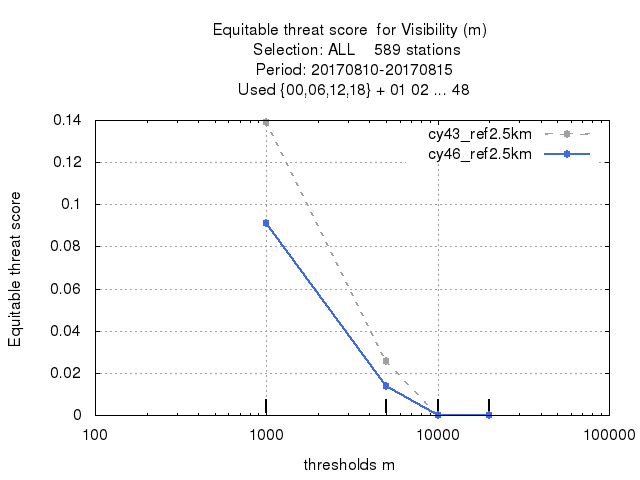 Equitable threat score  for Visibility (m)
Selection: ALL    589 stations
Period: 20170810-20170815
Used {00,06,12,18} + 01 02 ... 48
cy43_ref2.5km
cy46_ref2.5km
0.14
0.12
0.1
0.08
0.06
0.04
0.02
0
Equitable threat score
100
1000
10000
100000
thresholds m